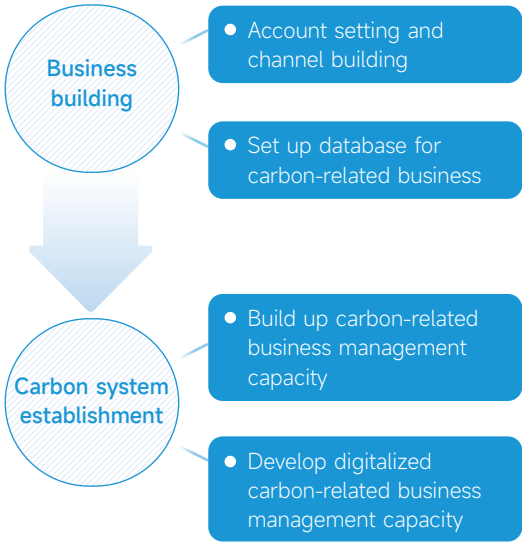 Business
building
● Account setting and
channel building
● Set up database for
carbon-related business
Carbon system
establishment
● Build up carbon-related
business management
capacity
● Develop digitalized
carbon-related business
management capacity